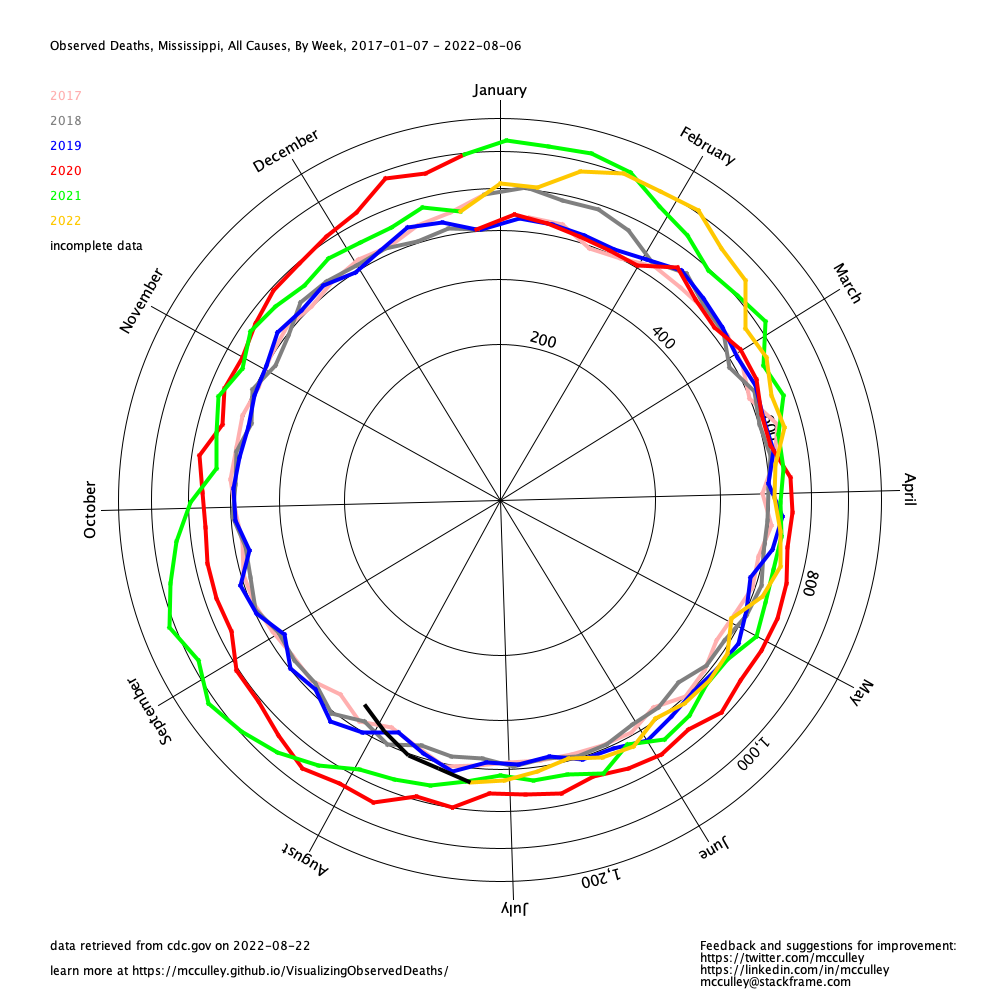 Observed Deaths, Mississippi, All Causes, By Week, 2017-01-07 - 2022-08-06
January
2017
2018
2019
2020
2021
2022
incomplete data
December
February
November
March
200
400
October
April
800
September
May
1,000
August
June
1,200
July
data retrieved from cdc.gov on 2022-08-22
learn more at https://mcculley.github.io/VisualizingObservedDeaths/
Feedback and suggestions for improvement:
https://twitter.com/mcculley
https://linkedin.com/in/mcculley
mcculley@stackframe.com